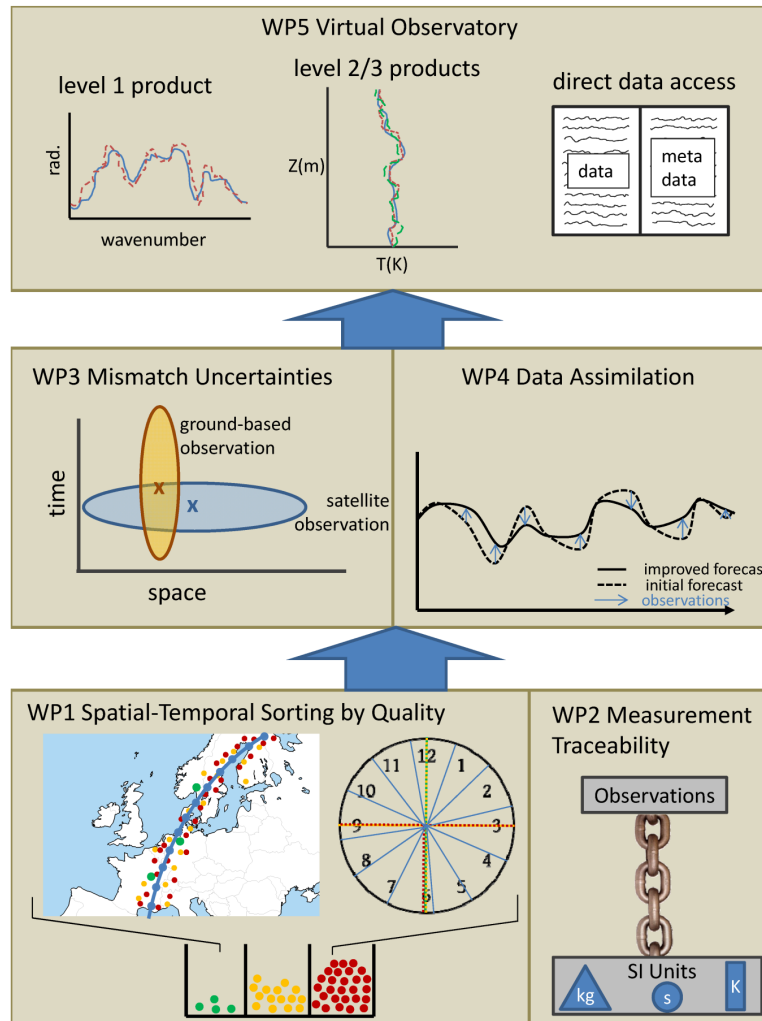 WP5 Virtual Observatory
level 1 product
level 2/3 products
direct data access
rad.
wavenumber
Z(m)
T(K)
data
meta
data
WP3 Mismatch Uncertainties
ground-based
observation
time
x
x
satellite
observation
space
WP4 Data Assimilation
improved forecast
initial forecast
observations
WP1 Spatial-Temporal Sorting by Quality
12
1
2
3
4
5
6
7
8
9
10
11
WP2 Measurement
Traceability
Observations
SI Units
kg
s
K